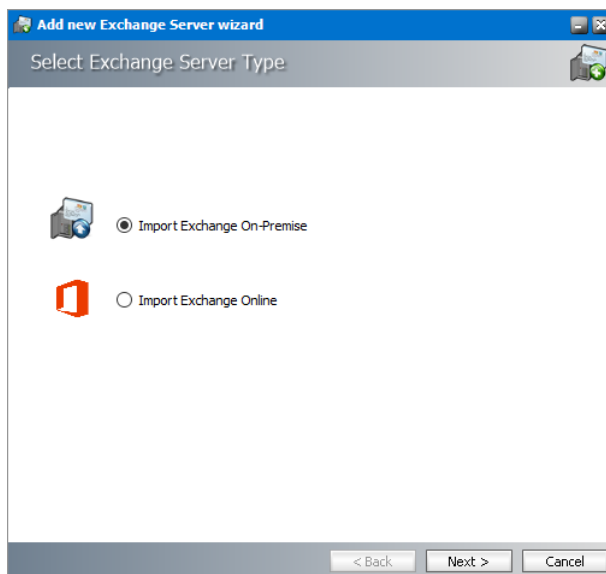 Add new Exchange Server wizard
Select Exchange Server Type
Import Exchange On-Premise
Import Exchange Online
< Back Next > Cancel